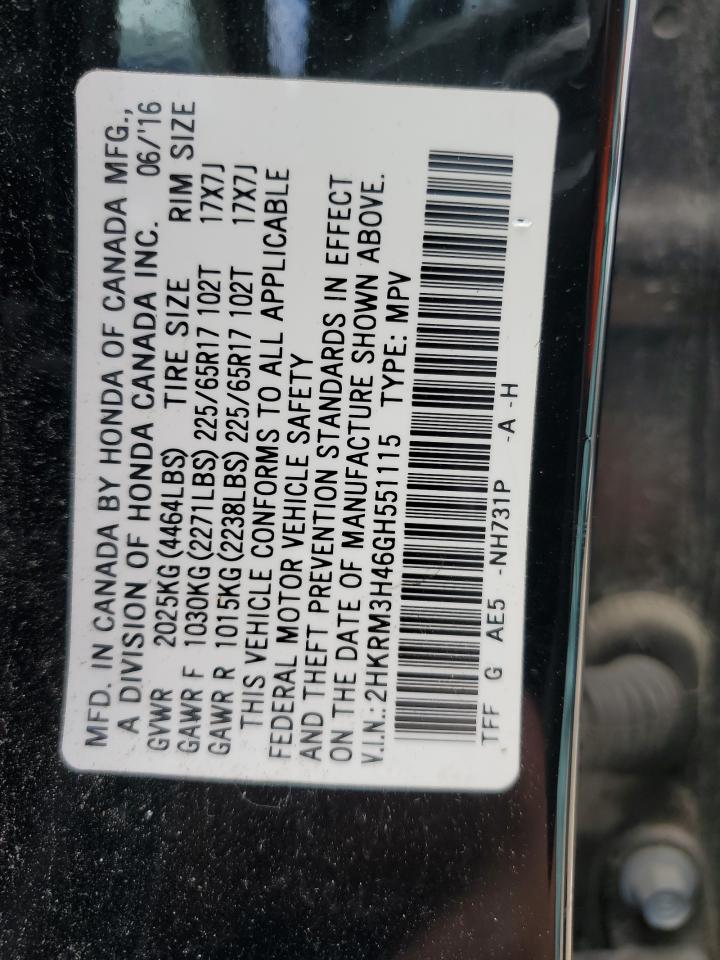 MFD. IN CANADA BY HONDA OF CANADA MFG.,
A DIVISION OF HONDA CANADA INC. 06/'16
GVWR 2025KG (4464LBS) TIRE SIZE RIM SIZE
GAWR F 1030KG (2271LBS) 225/65R17 102T 17X7J
GAWR R 1015KG (2238LBS) 225/65R17 102T 17X7J
THIS VEHICLE CONFORMS TO ALL APPLICABLE
FEDERAL MOTOR VEHICLE SAFETY
AND THEFT PREVENTION STANDARDS IN EFFECT
ON THE DATE OF MANUFACTURE SHOWN ABOVE.
V.I.N.: 2HKRM3H46GH551115 TYPE: MPV
TFF G AE5 -NH731P -A -H